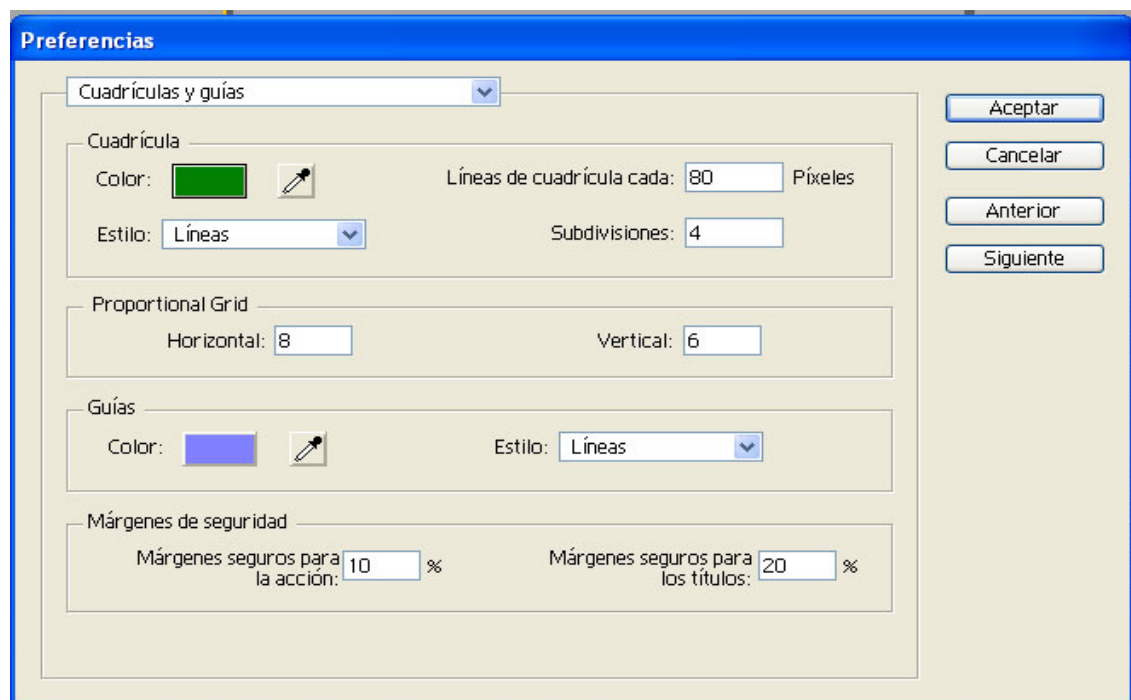 Preferencias
Cuadrículas y guías
Aceptar
Cancelar
Anterior
Siguiente
Cuadrícula
Color:
Líneas de cuadrícula cada: 80 Píxeles
Estilo: Líneas
Subdivisiones: 4
Proportional Grid
Horizontal: 8
Vertical: 6
Guías
Color:
Estilo: Líneas
Márgenes de seguridad
Márgenes seguros para
la acción: 10 %
Márgenes seguros para
los títulos: 20 %